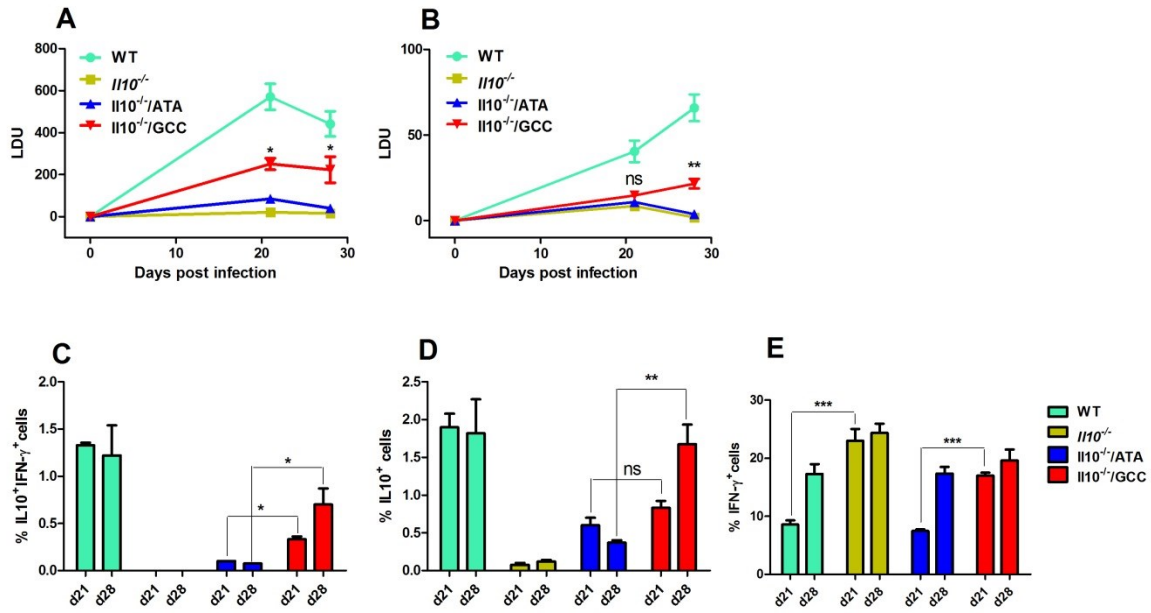 A
800
600
400
200
0
LDU
WT
Il10-/-
Il10-/-/ATA
Il10-/-/GCC
*
*
0
10
20
30
Days post infection
B
100
50
0
LDU
WT
Il10-/-
Il10-/-/ATA
Il10-/-/GCC
ns
**
0
10
20
30
Days post infection
C
2.0
1.5
1.0
0.5
0.0
% IL10+IFN-γ+cells
*
*
d21
d28
d21
d28
d21
d28
d21
d28
D
2.5
2.0
1.5
1.0
0.5
0.0
% IL10+ cells
**
ns
d21
d28
d21
d28
d21
d28
d21
d28
E
30
20
10
0
% IFN-γ+cells
***
***
d21
d28
d21
d28
d21
d28
d21
d28
WT
Il10-/-
Il10-/-/ATA
Il10-/-/GCC